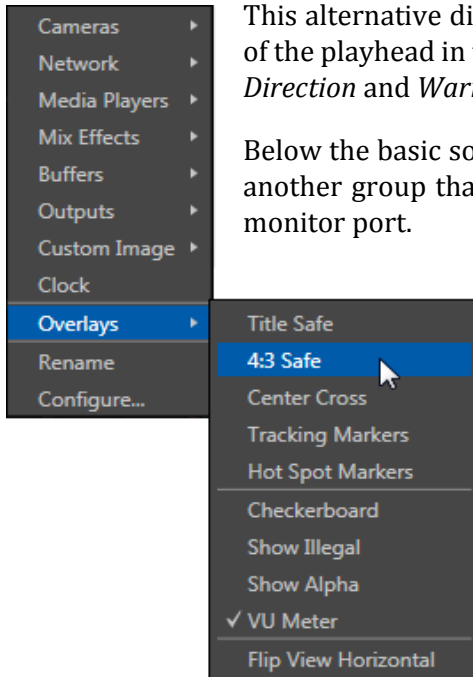 Cameras
Network
Media Players
Mix Effects
Buffers
Outputs
Custom Image
Clock
Overlays
Rename
Configure...
Title Safe
4:3 Safe
Center Cross
Tracking Markers
Hot Spot Markers
Checkerboard
Show Illegal
Show Alpha
✓ VU Meter
Flip View Horizontal
This alternative di
of the playhead in
Direction and War
Below the basic so
another group tha
monitor port.